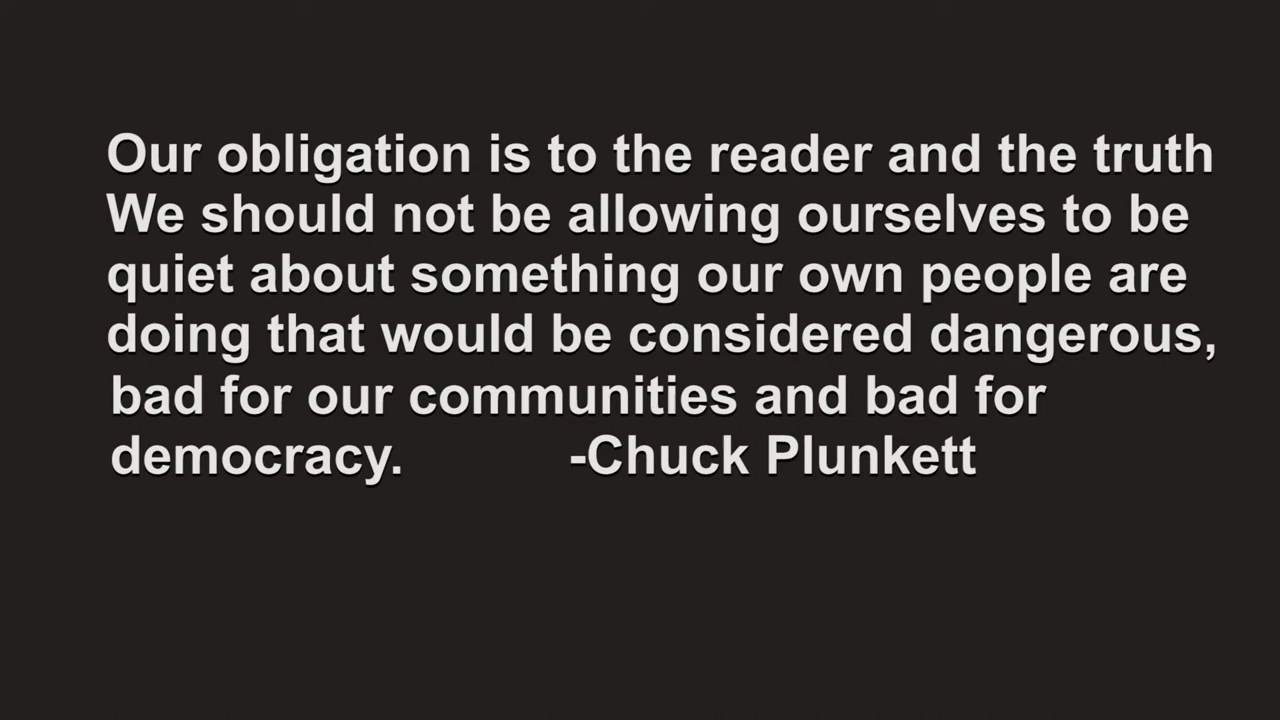 Our obligation is to the reader and the truth
We should not be allowing ourselves to be
quiet about something our own people are
doing that would be considered dangerous,
bad for our communities and bad for
democracy. -Chuck Plunkett